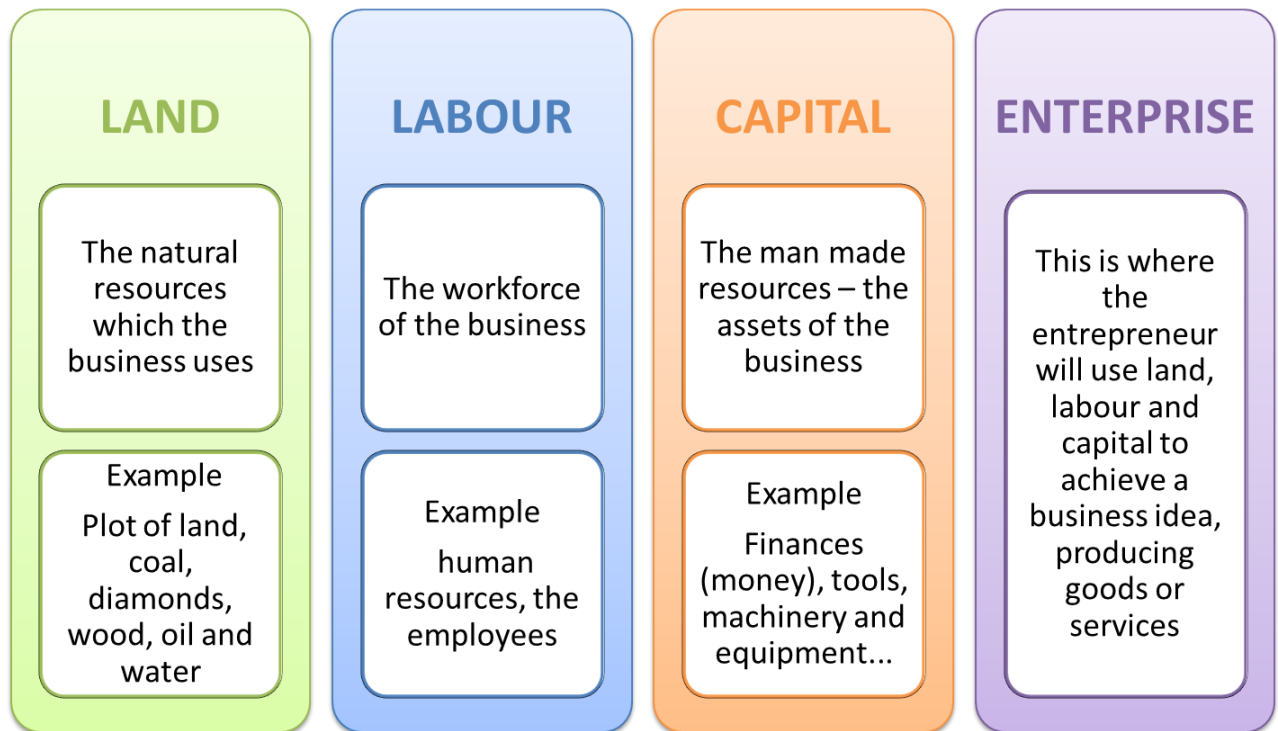 LAND
The natural
resources
which the
business uses
Example
Plot of land,
coal,
diamonds,
wood, oil and
water
LABOUR
The workforce
of the business
Example
human
resources, the
employees
CAPITAL
The man made
resources – the
assets of the
business
Example
Finances
(money), tools,
machinery and
equipment...
ENTERPRISE
This is where
the
entrepreneur
will use land,
labour and
capital to
achieve a
business idea,
producing
goods or
services